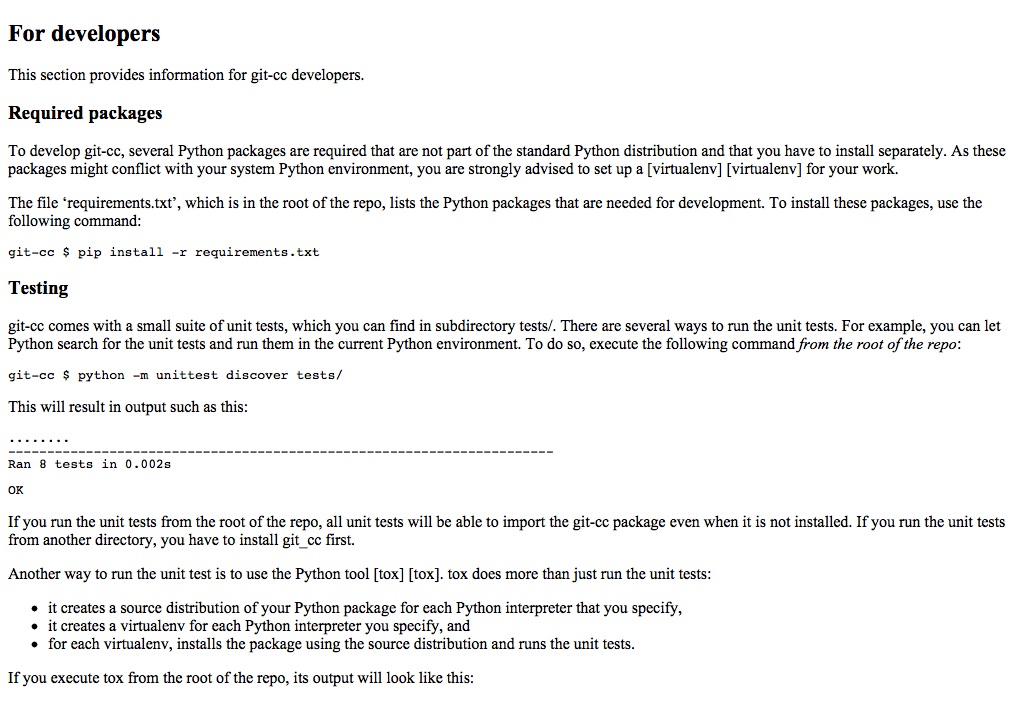 For developers
This section provides information for git-cc developers.
Required packages
To develop git-cc, several Python packages are required that are not part of the standard Python distribution and that you have to install separately. As these
packages might conflict with your system Python environment, you are strongly advised to set up a [virtualenv] [virtualenv] for your work.
The file ‘requirements.txt’, which is in the root of the repo, lists the Python packages that are needed for development. To install these packages, use the
following command:
git-cc $ pip install -r requirements.txt
Testing
git-cc comes with a small suite of unit tests, which you can find in subdirectory tests/. There are several ways to run the unit tests. For example, you can let
Python search for the unit tests and run them in the current Python environment. To do so, execute the following command from the root of the repo:
git-cc $ python -m unittest discover tests/
This will result in output such as this:
........
----------------------------------------------------------------------
Ran 8 tests in 0.002s
OK
If you run the unit tests from the root of the repo, all unit tests will be able to import the git-cc package even when it is not installed. If you run the unit tests
from another directory, you have to install git_cc first.
Another way to run the unit test is to use the Python tool [tox] [tox]. tox does more than just run the unit tests:
• it creates a source distribution of your Python package for each Python interpreter that you specify,
• it creates a virtualenv for each Python interpreter you specify, and
• for each virtualenv, installs the package using the source distribution and runs the unit tests.
If you execute tox from the root of the repo, its output will look like this: